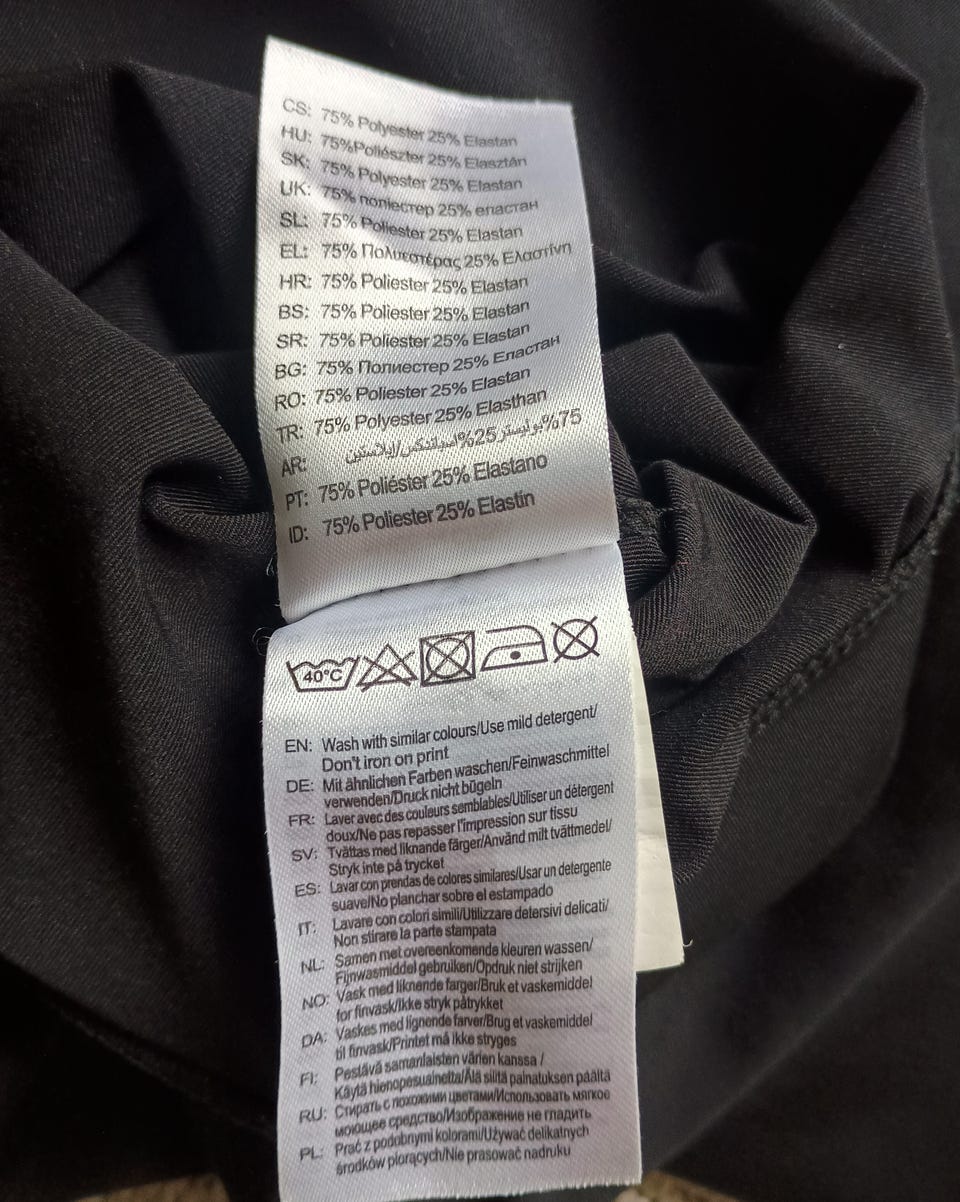 CS: 75% Polyester 25% Elastan
HU: 75%Poliészter 25% Elasztán
SK: 75% Polyester 25% Elastan
UK: 75% поліестер 25% еластан
SL: 75% Poliester 25% Elastan
EL: 75% Πολυεστέρας 25% Ελαστίνη
HR: 75% Poliester 25% Elastan
BS: 75% Poliester 25% Elastan
SR: 75% Poliester 25% Elastan
BG: 75% Полиестер 25% Еластан
RO: 75% Poliester 25% Elastan
TR: 75% Polyester 25% Elasthan
AR: 75%بوليستر 25%اسباندكس/إيلاستين
PT: 75% Poliéster 25% Elastano
ID: 75% Poliester 25% Elastin
40°C
EN: Wash with similar colours/Use mild detergent/
Don't iron on print
DE: Mit ähnlichen Farben waschen/Feinwaschmittel
verwenden/Druck nicht bügeln
FR: Laver avec des couleurs semblables/Utiliser un détergent
doux/Ne pas repasser l'impression sur tissu
SV: Tvättas med liknande färger/Använd milt tvättmedel/
Stryk inte på trycket
ES: Lavar con prendas de colores similares/Usar un detergente
suave/No planchar sobre el estampado
IT: Lavare con colori simili/Utilizzare detersivi delicati/
Non stirare la parte stampata
NL: Samen met overeenkomende kleuren wassen/
Fijnwasmiddel gebruiken/Opdruk niet strijken
NO: Vask med liknende farger/Bruk et vaskemiddel
for finvask/Ikke stryk påtrykket
DA: Vaskes med lignende farver/Brug et vaskemiddel
til finvask/Printet må ikke stryges
FI: Pestävä samanlaisten värien kanssa /
Käytä hienopesuainetta/Älä silitä painatuksen päältä
RU: Стирать с похожими цветами/Использовать мягкое
моющее средство/Изображение не гладить
PL: Prać z podobnymi kolorami/Używać delikatnych
środków piorących/Nie prasować nadruku